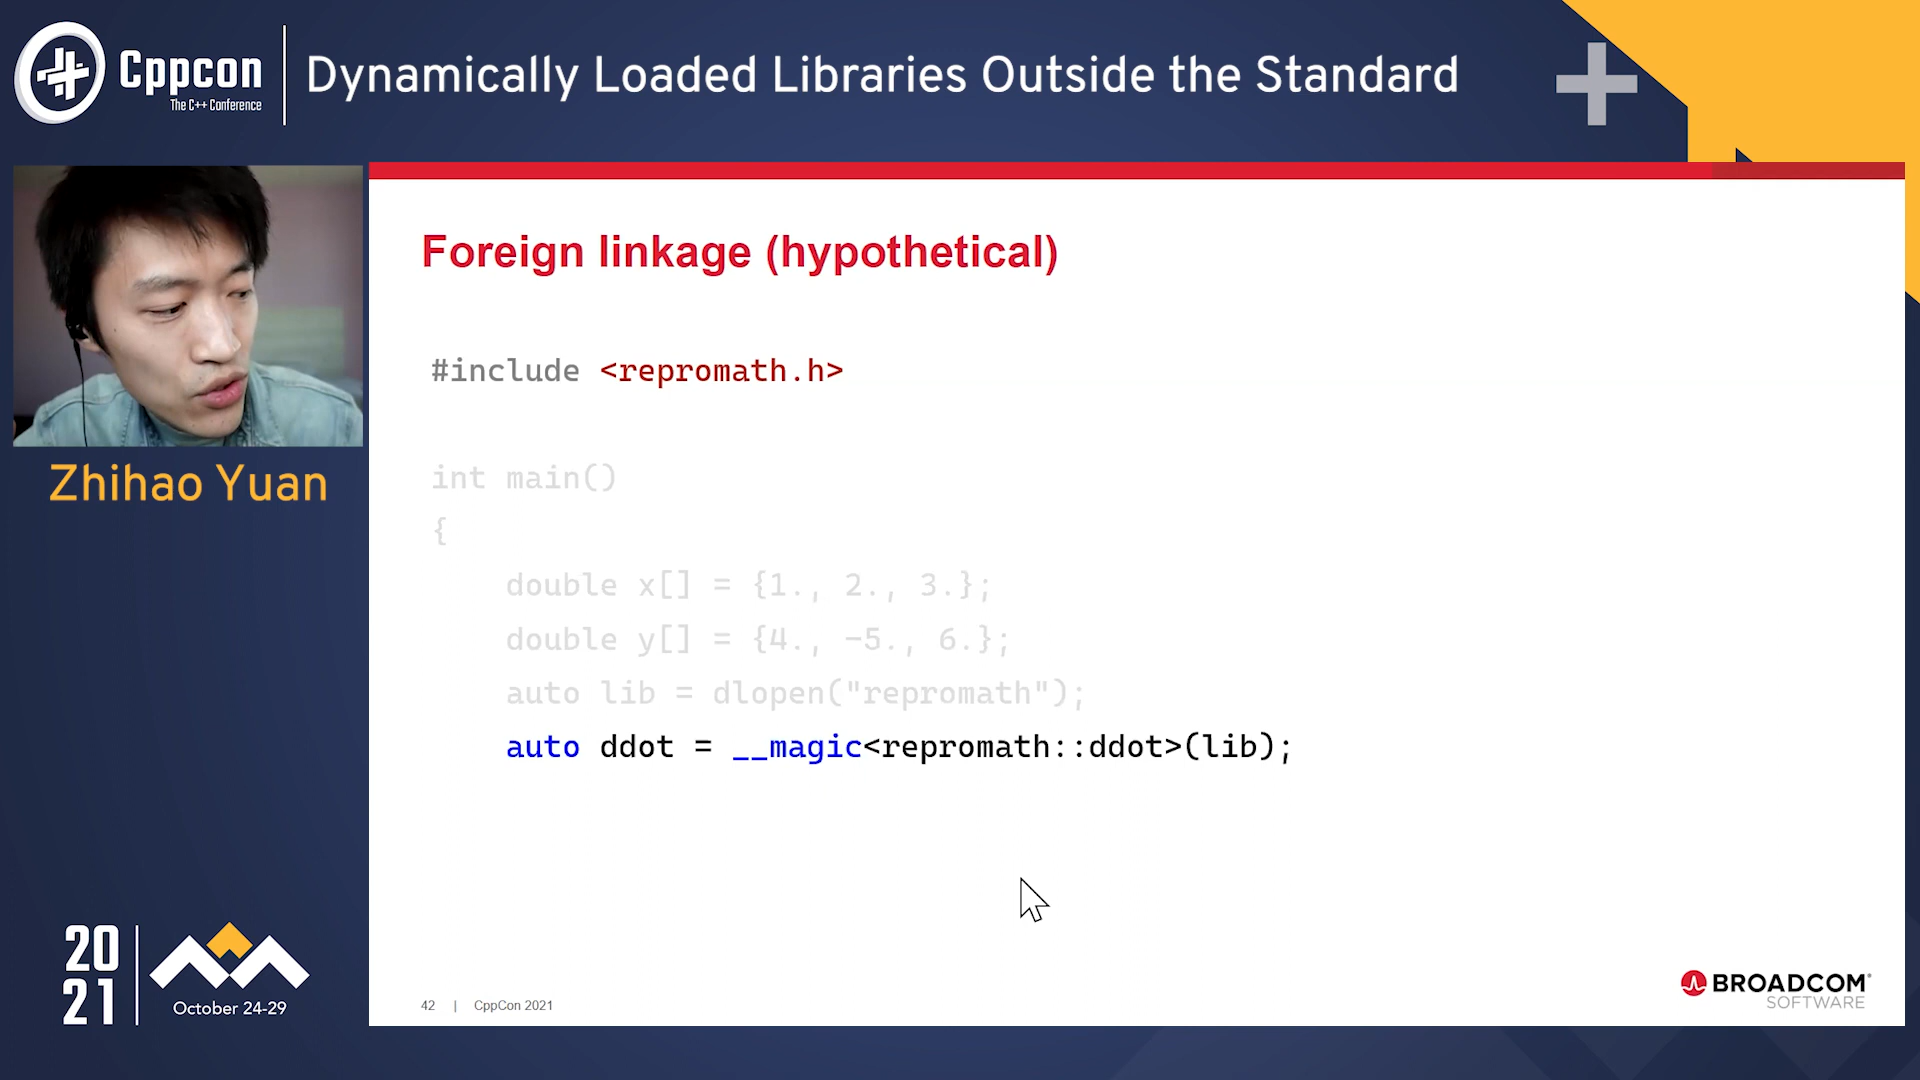 Cppcon
The C++ Conference
Dynamically Loaded Libraries Outside the Standard
Zhihao Yuan
Foreign linkage (hypothetical)
#include <repromath.h>
int main()
{
double x[] = {1., 2., 3.};
double y[] = {4., -5., 6.};
auto lib = dlopen("repromath");
auto ddot = __magic<repromath::ddot>(lib);
20
21
October 24-29
42 | CppCon 2021
BROADCOM
SOFTWARE